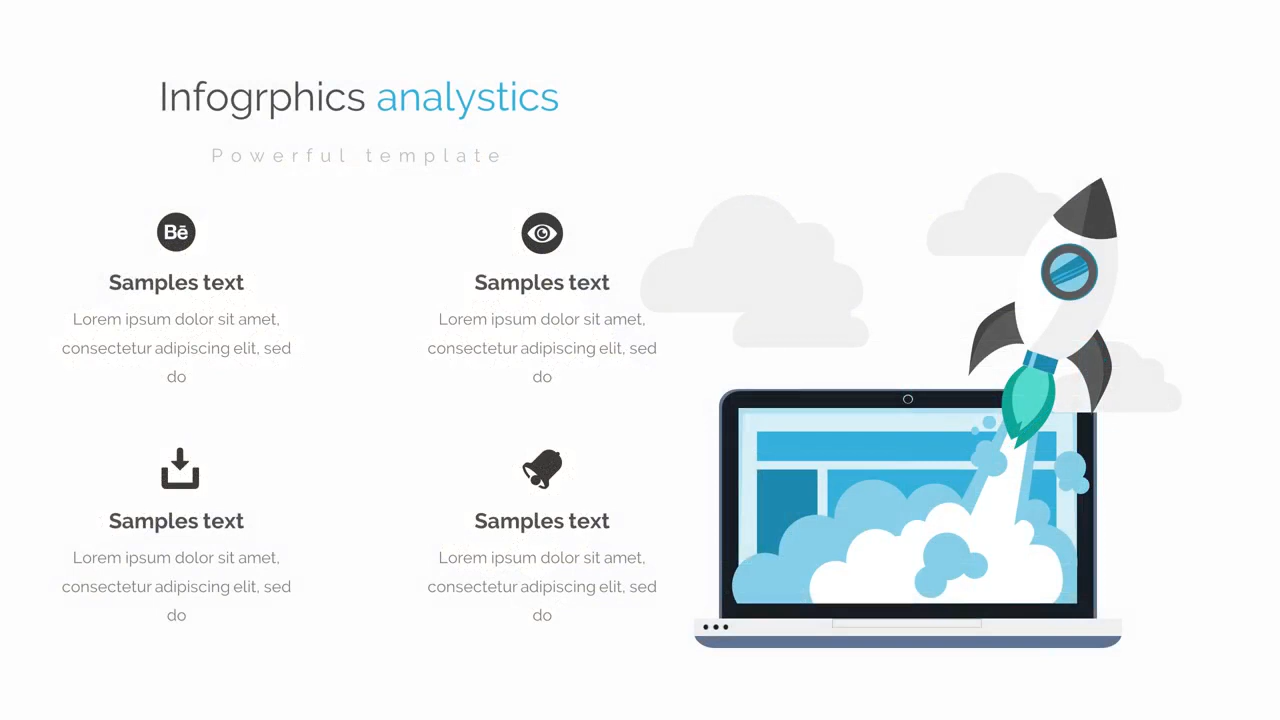 Infogrphics analystics
Powerful template
Bē
Samples text
Lorem ipsum dolor sit amet,
consectetur adipiscing elit, sed
do
Samples text
Lorem ipsum dolor sit amet,
consectetur adipiscing elit, sed
do
Samples text
Lorem ipsum dolor sit amet,
consectetur adipiscing elit, sed
do
Samples text
Lorem ipsum dolor sit amet,
consectetur adipiscing elit, sed
do